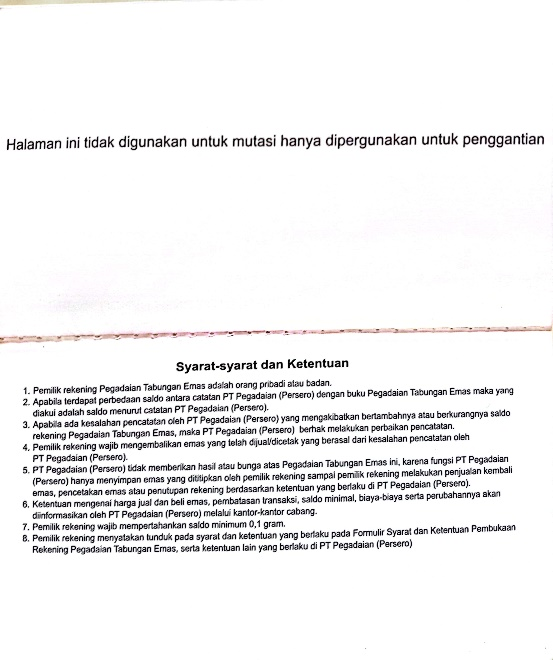 Halaman ini tidak digunakan untuk mutasi hanya dipergunakan untuk penggantian
Syarat-syarat dan Ketentuan
1. Pemilik rekening Pegadaian Tabungan Emas adalah orang pribadi atau badan.
2. Apabila terdapat perbedaan saldo antara catatan PT Pegadaian (Persero) dengan buku Pegadaian Tabungan Emas maka yang
diakui adalah saldo menurut catatan PT Pegadaian (Persero).
3. Apabila ada kesalahan pencatatan oleh PT Pegadaian (Persero) yang mengakibatkan bertambahnya atau berkurangnya saldo
rekening Pegadaian Tabungan Emas, maka PT Pegadaian (Persero) berhak melakukan perbaikan pencatatan.
4. Pemilik rekening wajib mengembalikan emas yang telah dijual/dicetak yang berasal dari kesalahan pencatatan oleh
PT Pegadaian (Persero).
5. PT Pegadaian (Persero) tidak memberikan hasil atau bunga atas Pegadaian Tabungan Emas ini, karena fungsi PT Pegadaian
(Persero) hanya menyimpan emas yang dititipkan oleh pemilik rekening sampai pemilik rekening melakukan penjualan kembali
emas, pencetakan emas atau penutupan rekening berdasarkan ketentuan yang berlaku di PT Pegadaian (Persero).
6. Ketentuan mengenai harga jual dan beli emas, pembatasan transaksi, saldo minimal, biaya-biaya serta perubahannya akan
diinformasikan oleh PT Pegadaian (Persero) melalui kantor-kantor cabang.
7. Pemilik rekening wajib mempertahankan saldo minimum 0,1 gram.
8. Pemilik rekening menyatakan tunduk pada syarat dan ketentuan yang berlaku pada Formulir Syarat dan Ketentuan Pembukaan
Rekening Pegadaian Tabungan Emas, serta ketentuan lain yang berlaku di PT Pegadaian (Persero)